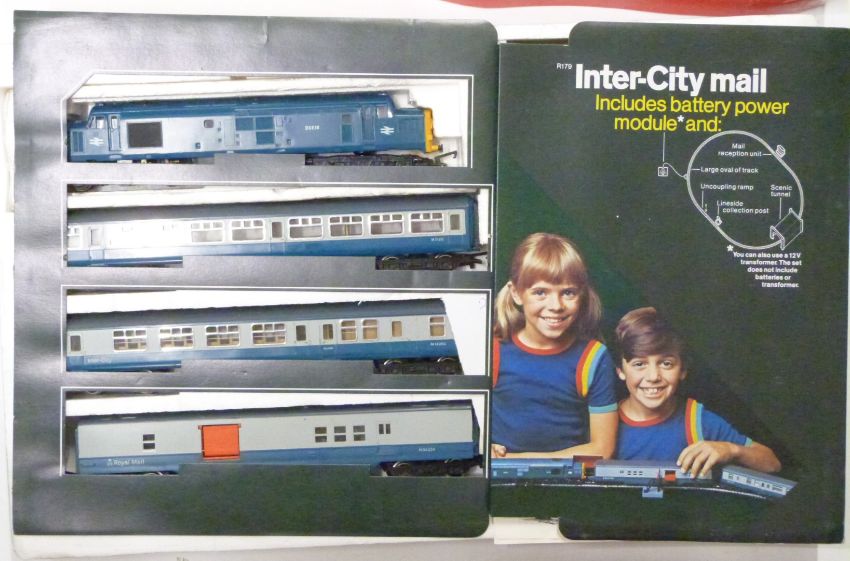 R179
Inter-City mail
Includes battery power
module* and:
Mail
reception unit
Large oval of track
Uncoupling ramp
Scenic
tunnel
Lineside
collection post
*You can also use a 12V
transformer. The set
does not include
batteries or
transformer.
Royal Mail